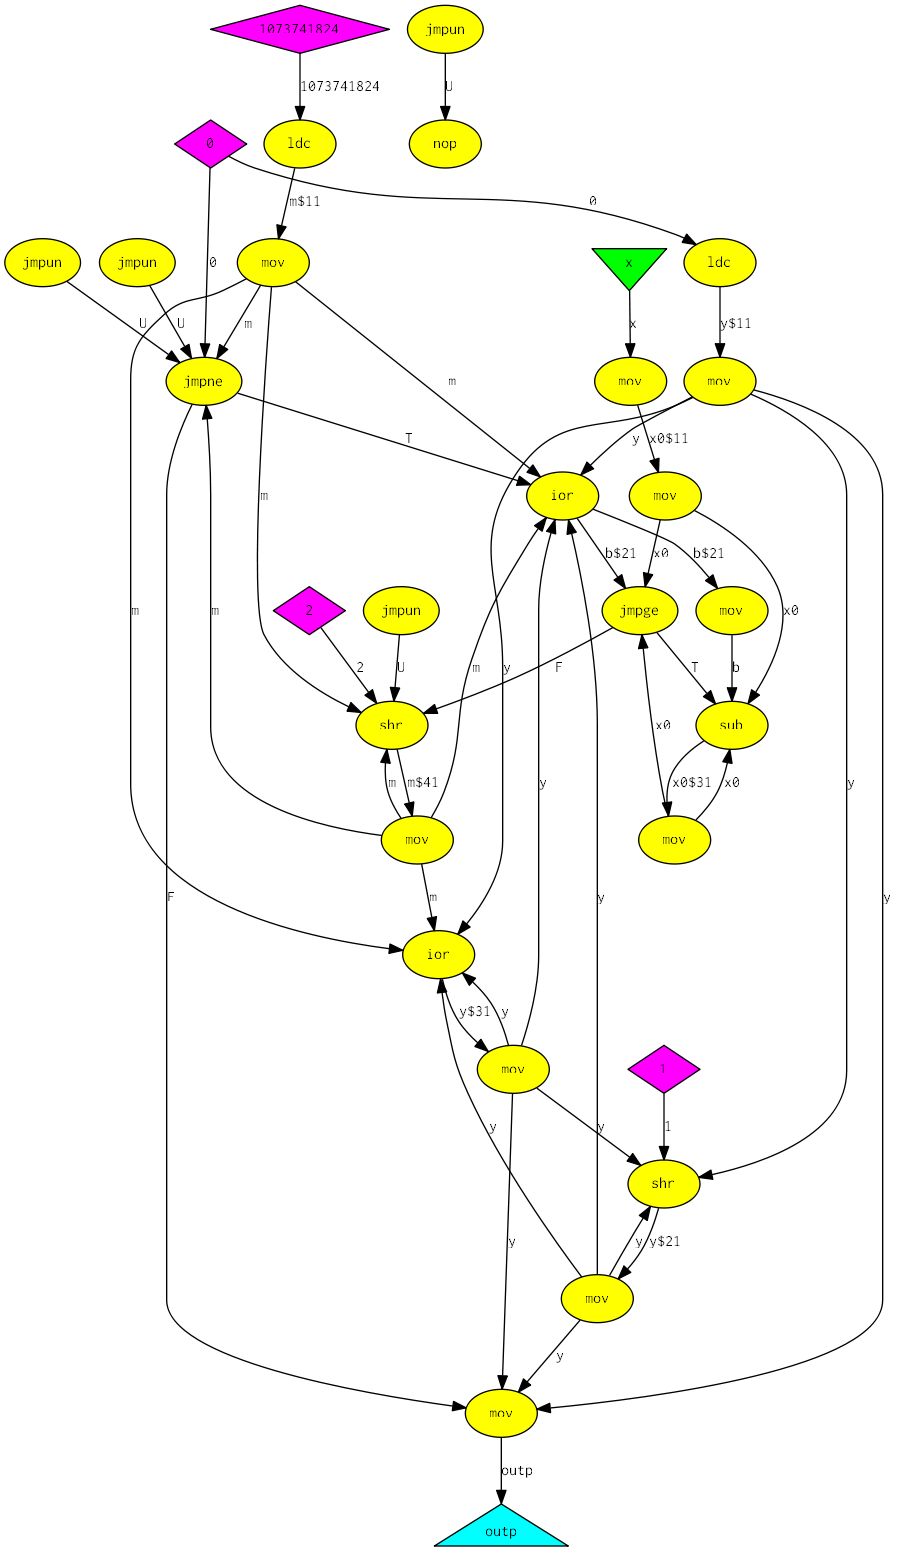 1073741824 jmpun
1073741824 U
0 ldc nop
m$11 0
jmpun jmpun 0 mov x ldc
U U m x y$11
jmpne m mov mov
T y x0$11
m ior mov
b$21 x0 b$21
m m 2 jmpun jmpge mov x0
2 U F m y T b
shr x0 sub
m m$41 y x0$31 x0 y
mov mov
F m y y
ior
y$31 y
mov 1
y y 1
shr
y y y$21
mov
y
mov
outp
outp